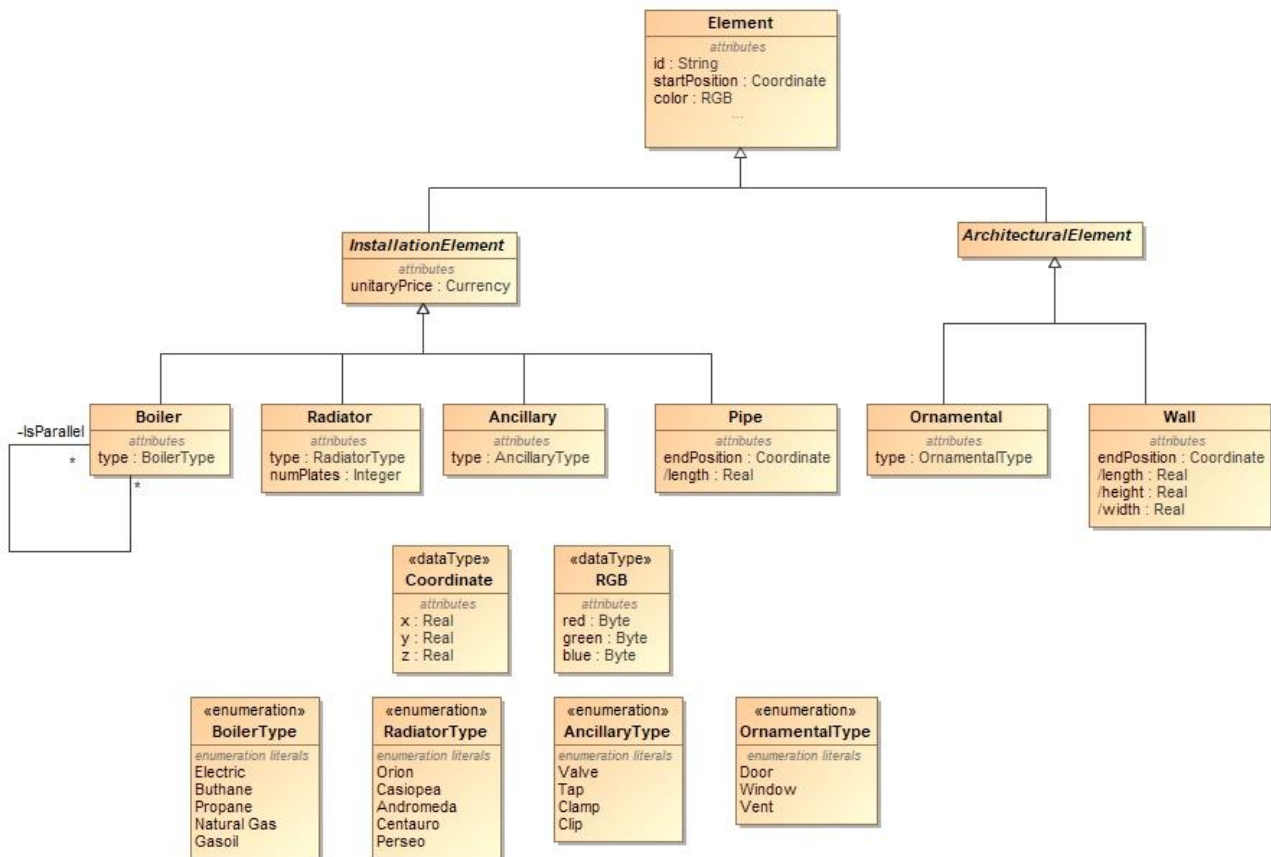 Element
attributes
id : String
startPosition : Coordinate
color : RGB
...
InstallationElement
attributes
unitaryPrice : Currency
ArchitecturalElement
-IsParallel
*
*
Boiler
attributes
type : BoilerType
Radiator
attributes
type : RadiatorType
numPlates : Integer
Ancillary
attributes
type : AncillaryType
Pipe
attributes
endPosition : Coordinate
/length : Real
Ornamental
attributes
type : OrnamentalType
Wall
attributes
endPosition : Coordinate
/length : Real
/height : Real
/width : Real
«dataType»
Coordinate
attributes
x : Real
y : Real
z : Real
«dataType»
RGB
attributes
red : Byte
green : Byte
blue : Byte
«enumeration»
BoilerType
enumeration literals
Electric
Buthane
Propane
Natural Gas
Gasoil
«enumeration»
RadiatorType
enumeration literals
Orion
Casiopea
Andromeda
Centauro
Perseo
«enumeration»
AncillaryType
enumeration literals
Valve
Tap
Clamp
Clip
«enumeration»
OrnamentalType
enumeration literals
Door
Window
Vent